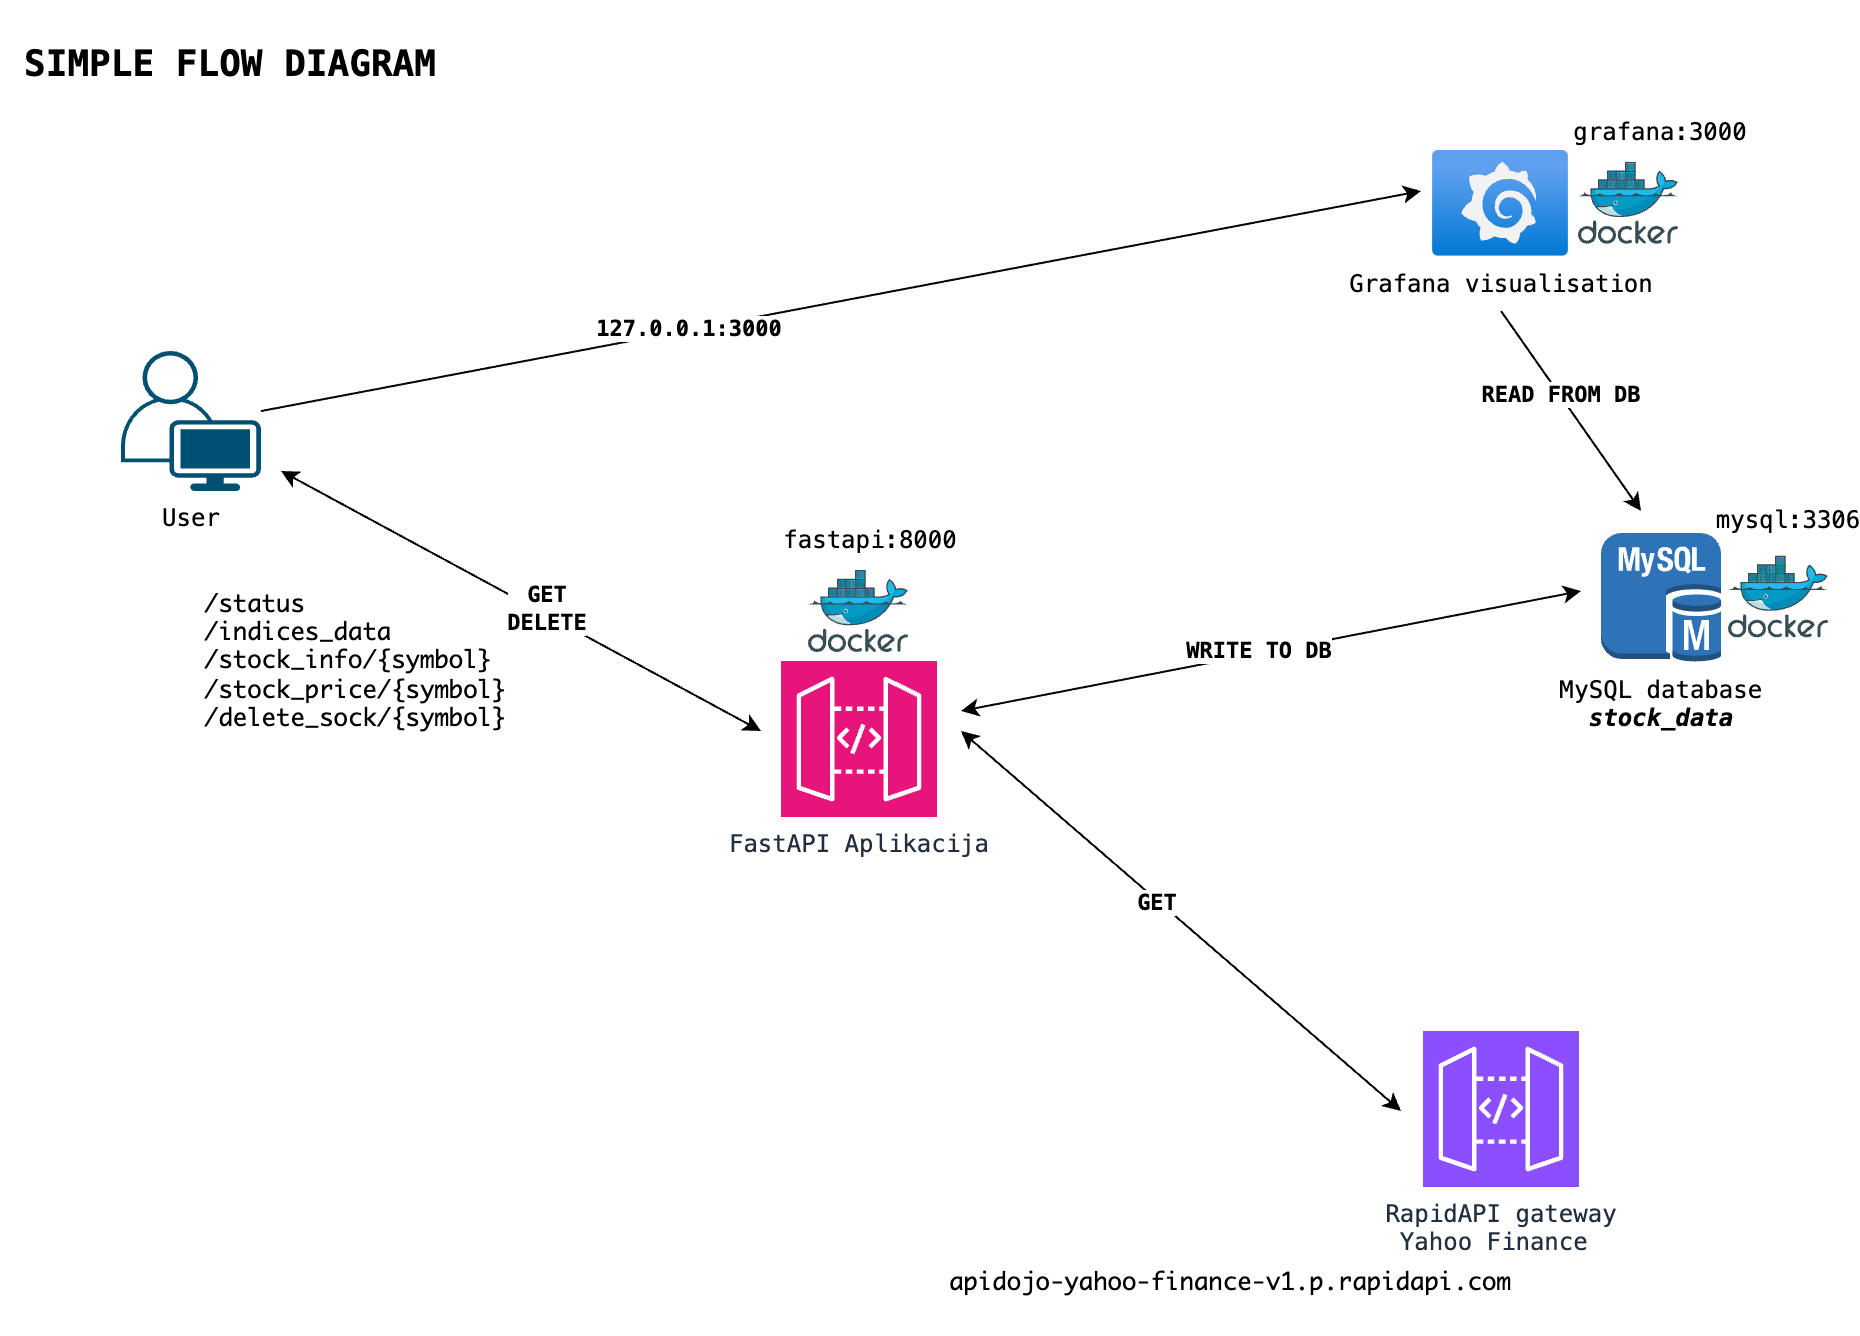 SIMPLE FLOW DIAGRAM
grafana:3000
docker
Grafana visualisation
127.0.0.1:3000
READ FROM DB
User
mysql:3306
MySQL
M
docker
MySQL database
stock_data
fastapi:8000
docker
GET
DELETE
/status
/indices_data
/stock_info/{symbol}
/stock_price/{symbol}
/delete_sock/{symbol}
WRITE TO DB
</>
FastAPI Aplikacija
GET
</>
RapidAPI gateway
Yahoo Finance
apidojo-yahoo-finance-v1.p.rapidapi.com